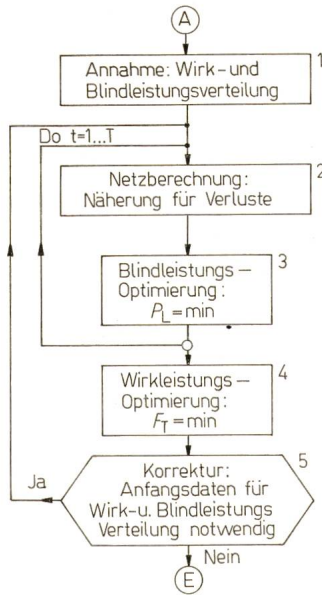 A
1
Annahme: Wirk- und
Blindleistungsverteilung
Do t=1...T
2
Netzberechnung:
Näherung für Verluste
3
Blindleistungs-
Optimierung:
P_L = min
4
Wirkleistungs-
Optimierung:
F_T = min
5
Korrektur:
Anfangsdaten für
Wirk-u. Blindleistungs
Verteilung notwendig
Ja
Nein
E